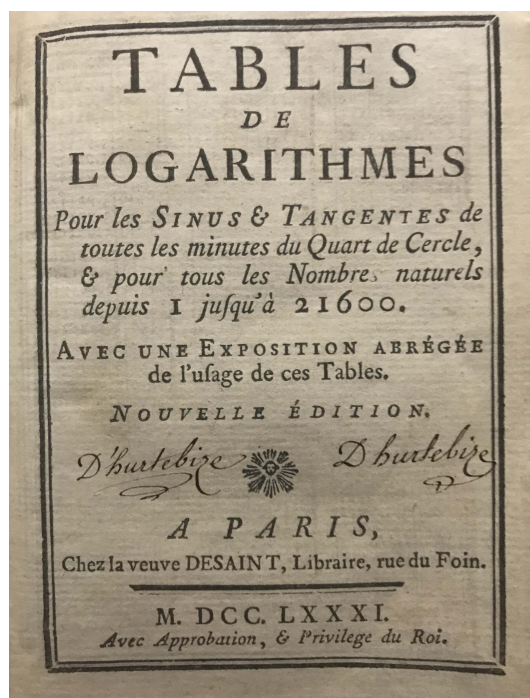 TABLES
DE
LOGARITHMES
Pour les SINUS & TANGENTES de
toutes les minutes du Quart de Cercle,
& pour tous les Nombres naturels
depuis 1 juſqu'à 21600.
AVEC UNE EXPOSITION ABRÉGÉE
de l'uſage de ces Tables.
NOUVELLE ÉDITION.
D'hurtebize D'hurtebize
A PARIS,
Chez la veuve DESAINT, Libraire, rue du Foin.
M. DCC. LXXXI.
Avec Approbation, & Privilege du Roi.